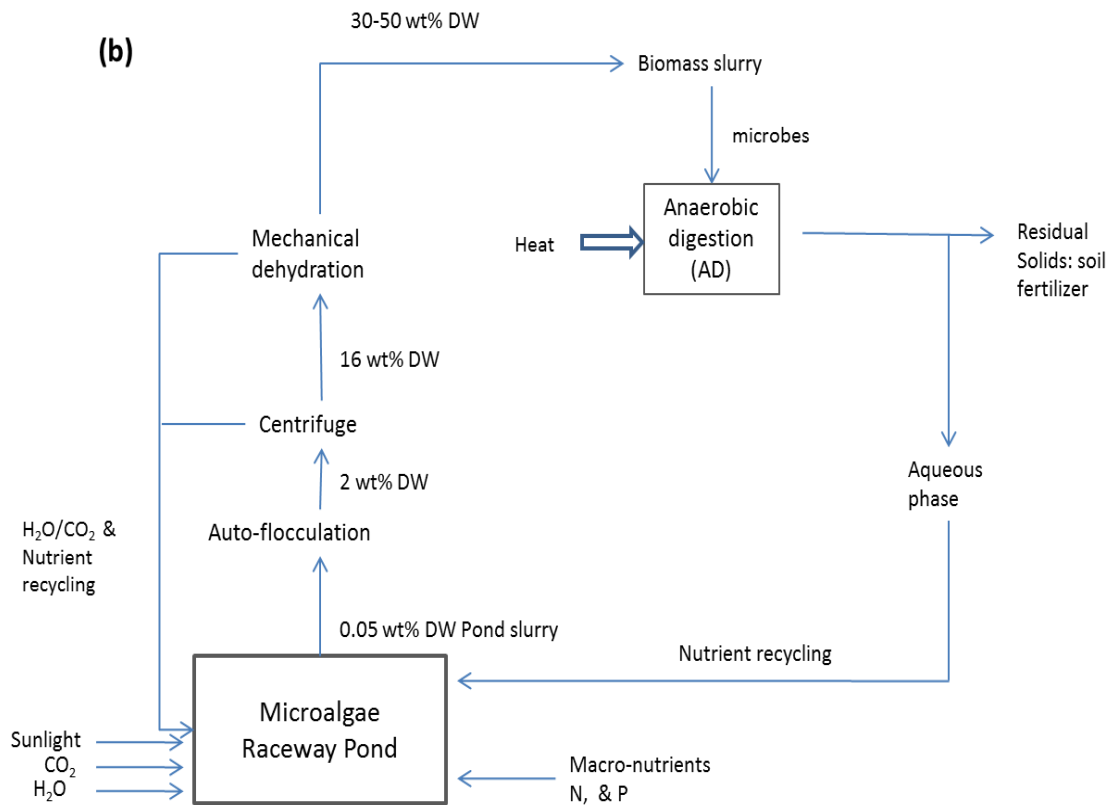 30-50 wt% DW
(b)
Biomass slurry
microbes
Anaerobic
digestion
(AD)
Heat
Residual
Solids: soil
fertilizer
Mechanical
dehydration
16 wt% DW
Centrifuge
2 wt% DW
Aqueous
phase
Auto-flocculation
H₂O/CO₂ &
Nutrient
recycling
0.05 wt% DW Pond slurry
Nutrient recycling
Microalgae
Raceway Pond
Sunlight
CO₂
H₂O
Macro-nutrients
N, & P